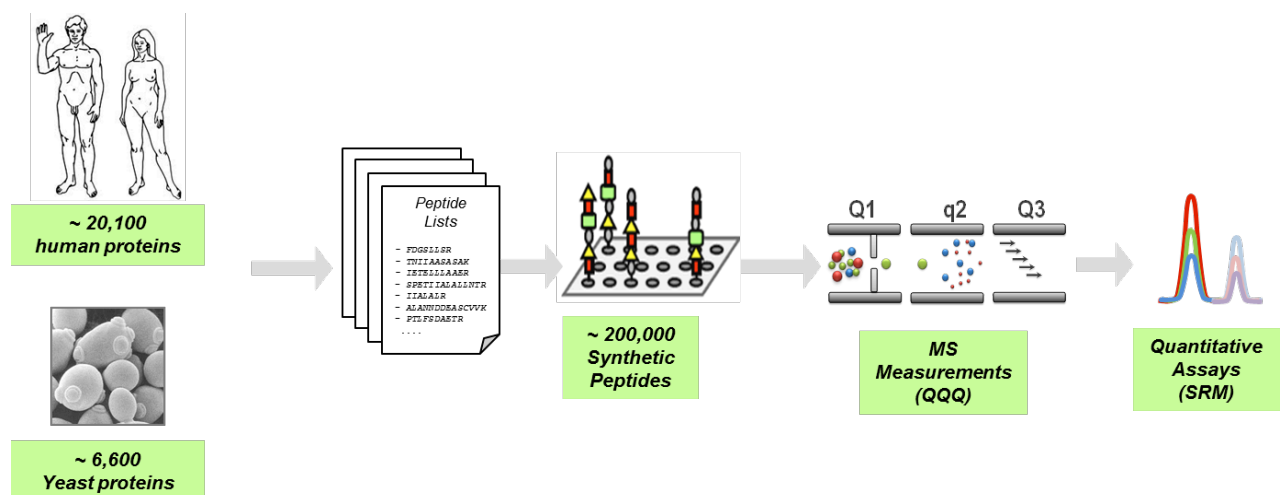 ~ 20,100
human proteins
~ 6,600
Yeast proteins
Peptide
Lists
- FDGSLLSR
- TNIIAASASAK
- IETELLLAAER
- SPETIIALALLNTR
- IIALALR
- ALANNDDEASCVVK
- PTLFSDAETR
....
~ 200,000
Synthetic
Peptides
Q1 q2 Q3
MS
Measurements
(QQQ)
Quantitative
Assays
(SRM)